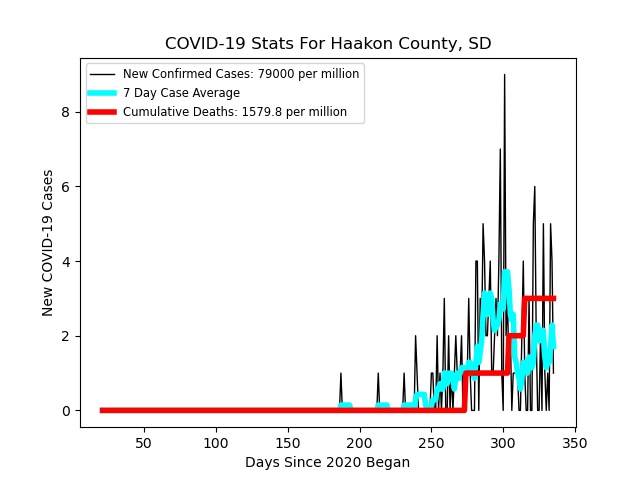 COVID-19 Stats For Haakon County, SD
New Confirmed Cases: 79000 per million
7 Day Case Average
Cumulative Deaths: 1579.8 per million
New COVID-19 Cases
8
6
4
2
0
50 100 150 200 250 300 350
Days Since 2020 Began